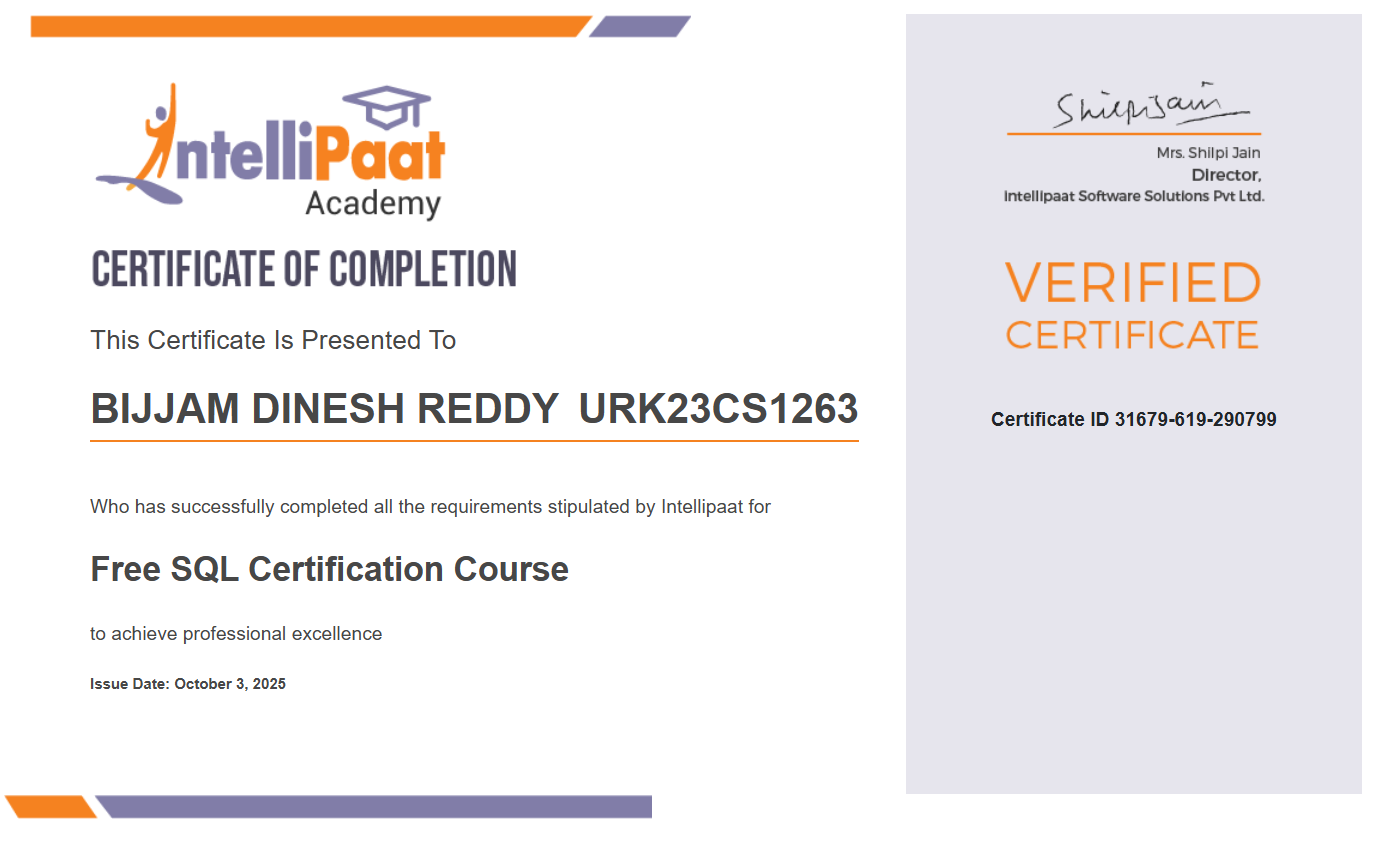 IntelliPaat
Academy
CERTIFICATE OF COMPLETION
This Certificate Is Presented To
BIJJAM DINESH REDDY URK23CS1263
Who has successfully completed all the requirements stipulated by Intellipaat for
Free SQL Certification Course
to achieve professional excellence
Issue Date: October 3, 2025
Shilpi Jain
Mrs. Shilpi Jain
Director,
Intellipaat Software Solutions Pvt Ltd.
VERIFIED
CERTIFICATE
Certificate ID 31679-619-290799